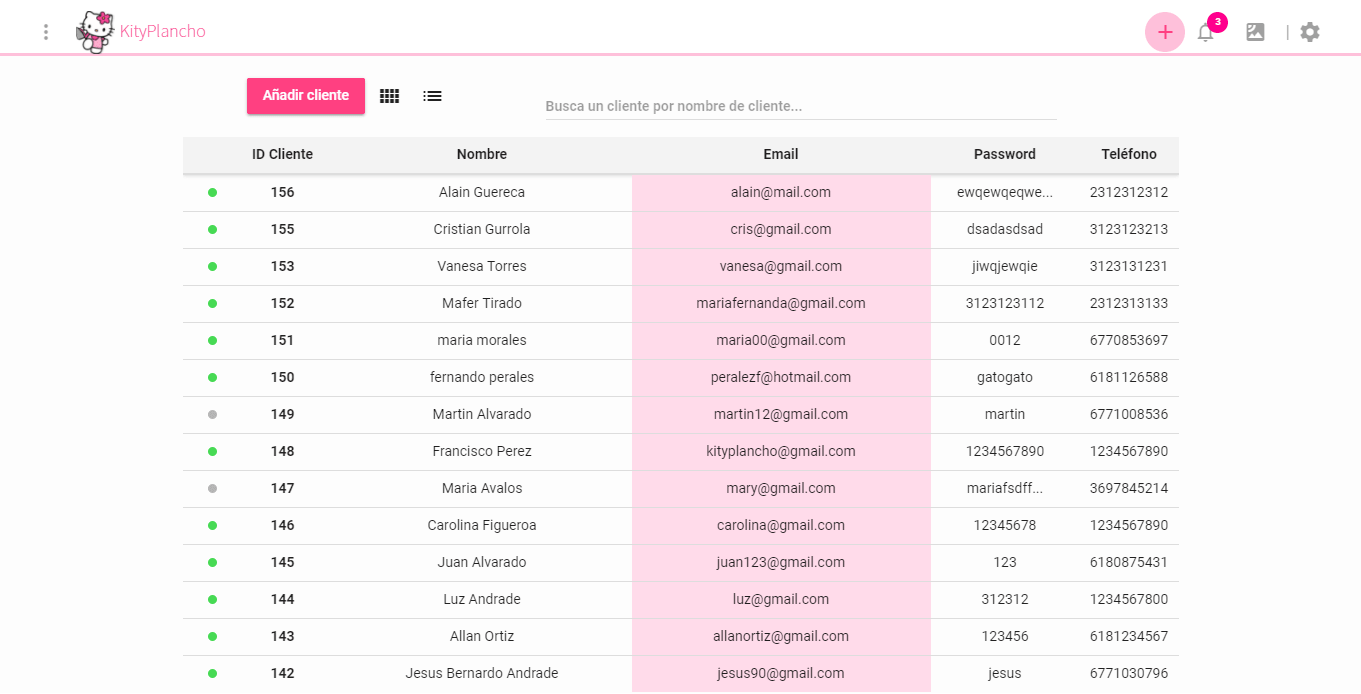 KityPlancho
3
Añadir cliente
Busca un cliente por nombre de cliente...
ID Cliente Nombre Email Password Teléfono
156 Alain Guereca alain@mail.com ewqewqeqwe... 2312312312
155 Cristian Gurrola cris@gmail.com dsadasdsad 3123123213
153 Vanesa Torres vanesa@gmail.com jiwqjewqie 3123131231
152 Mafer Tirado mariafernanda@gmail.com 3123123112 2312313133
151 maria morales maria00@gmail.com 0012 6770853697
150 fernando perales peralezf@hotmail.com gatogato 6181126588
149 Martin Alvarado martin12@gmail.com martin 6771008536
148 Francisco Perez kityplancho@gmail.com 1234567890 1234567890
147 Maria Avalos mary@gmail.com mariafsdff... 3697845214
146 Carolina Figueroa carolina@gmail.com 12345678 1234567890
145 Juan Alvarado juan123@gmail.com 123 6180875431
144 Luz Andrade luz@gmail.com 312312 1234567800
143 Allan Ortiz allanortiz@gmail.com 123456 6181234567
142 Jesus Bernardo Andrade jesus90@gmail.com jesus 6771030796